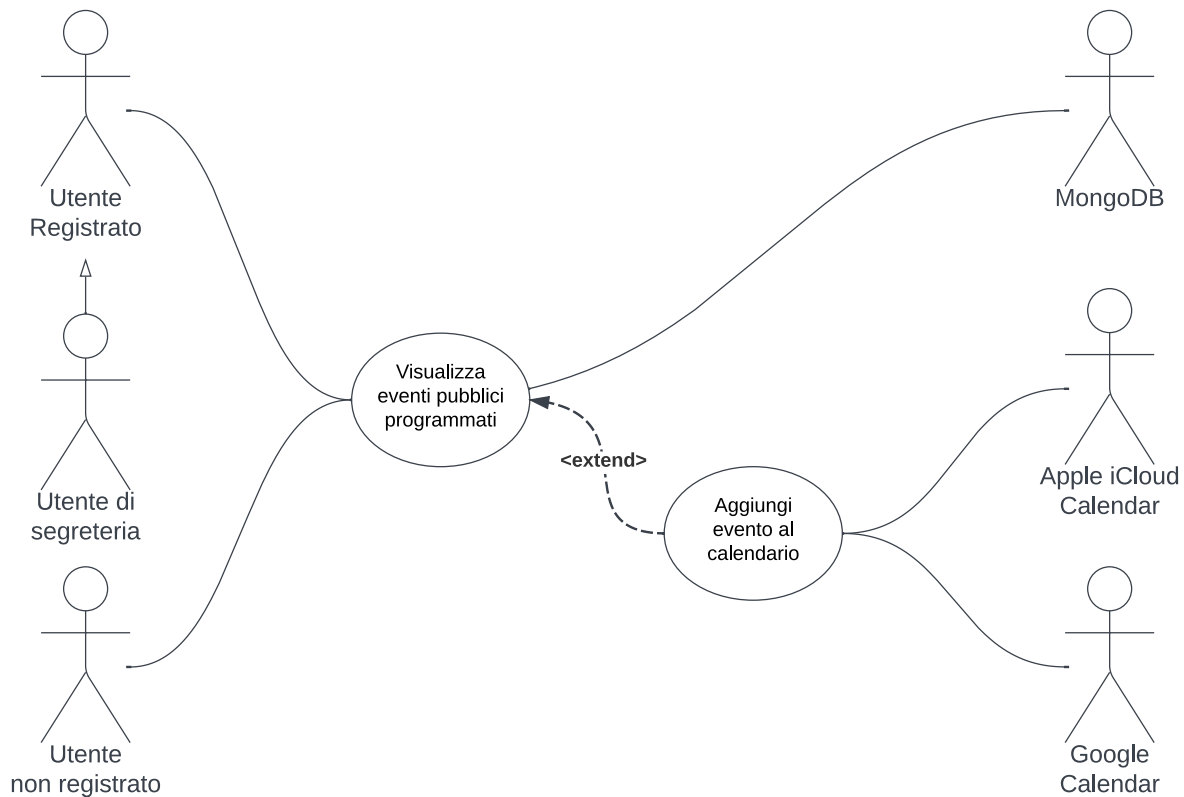 Utente
Registrato
MongoDB
Visualizza
eventi pubblici
programmati
<extend>
Aggiungi
evento al
calendario
Utente di
segreteria
Apple iCloud
Calendar
Utente
non registrato
Google
Calendar